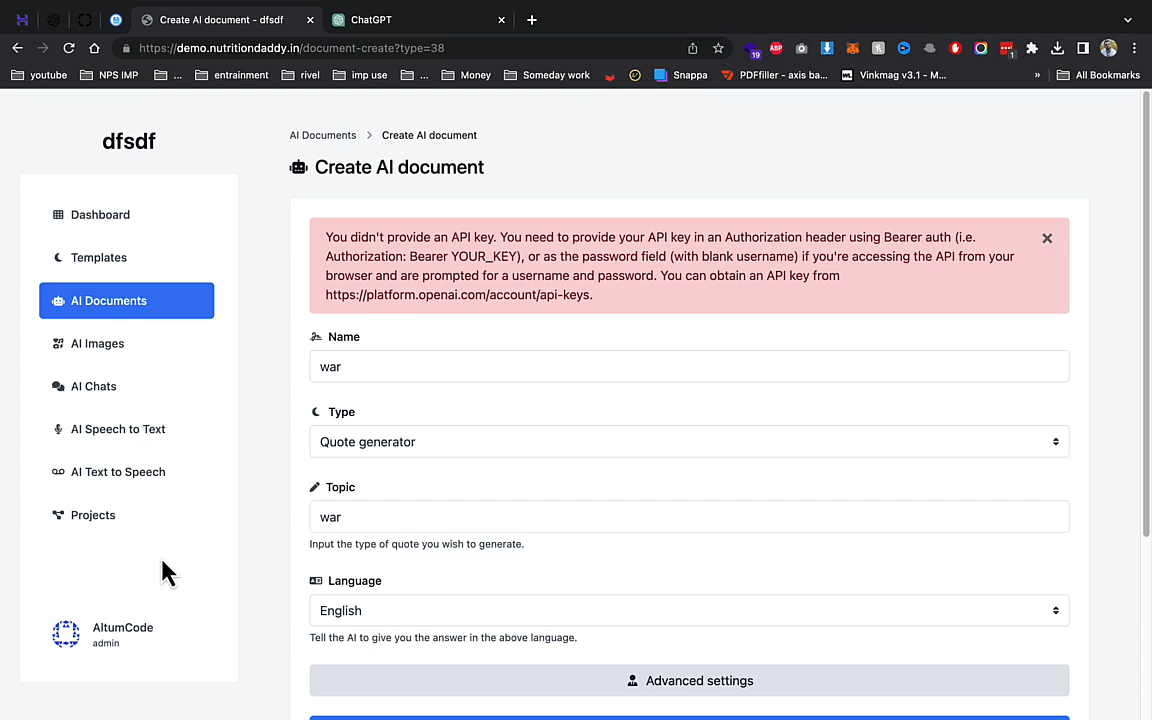 Create AI document - dfsdf
ChatGPT
https://demo.nutritiondaddy.in/document-create?type=38
19
ABP
1
youtube
NPS IMP
...
entrainment
rivel
imp use
...
Money
Someday work
Snappa
PDFfiller - axis ba...
Vinkmag v3.1 - M...
»
All Bookmarks
dfsdf
Dashboard
Templates
AI Documents
AI Images
AI Chats
AI Speech to Text
AI Text to Speech
Projects
AltumCode
admin
AI Documents > Create AI document
Create AI document
You didn't provide an API key. You need to provide your API key in an Authorization header using Bearer auth (i.e.
Authorization: Bearer YOUR_KEY), or as the password field (with blank username) if you're accessing the API from your
browser and are prompted for a username and password. You can obtain an API key from
https://platform.openai.com/account/api-keys.
Name
war
Type
Quote generator
Topic
war
Input the type of quote you wish to generate.
Language
English
Tell the AI to give you the answer in the above language.
Advanced settings